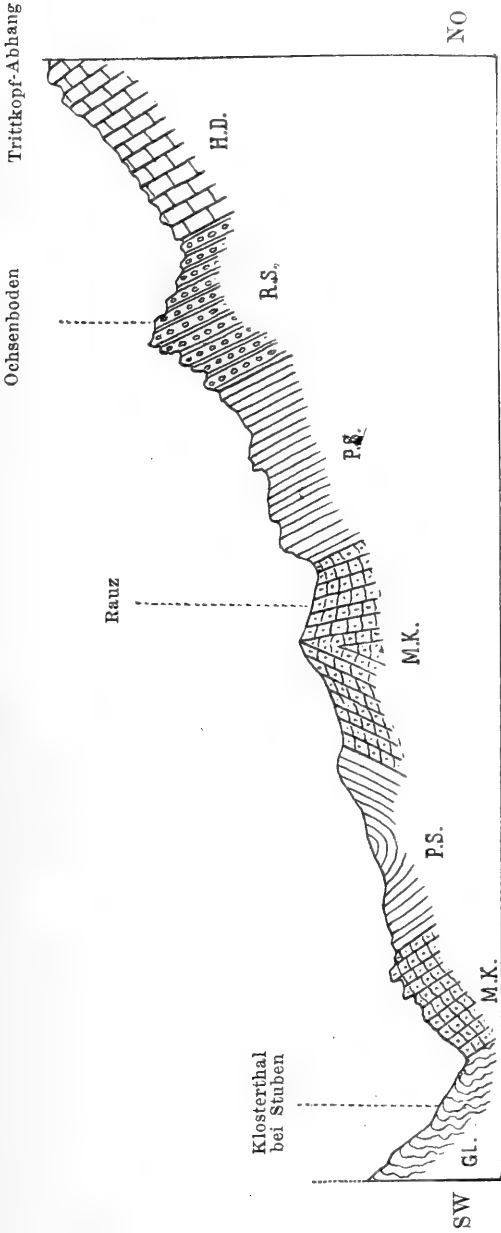 Trittkopf-Abhang
Ochsenboden
Rauz
Klosterthal
bei Stuben
NO
H.D.
R.S.
P.S.
M.K.
P.S.
M.K.
GL.
SW